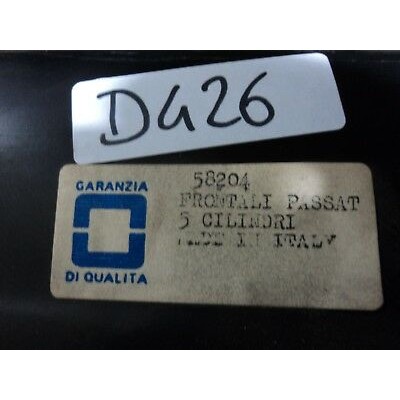 D426
GARANZIA
DI QUALITA
58204
FRONTALI PASSAT
5 CILINDRI
MADE IN ITALY